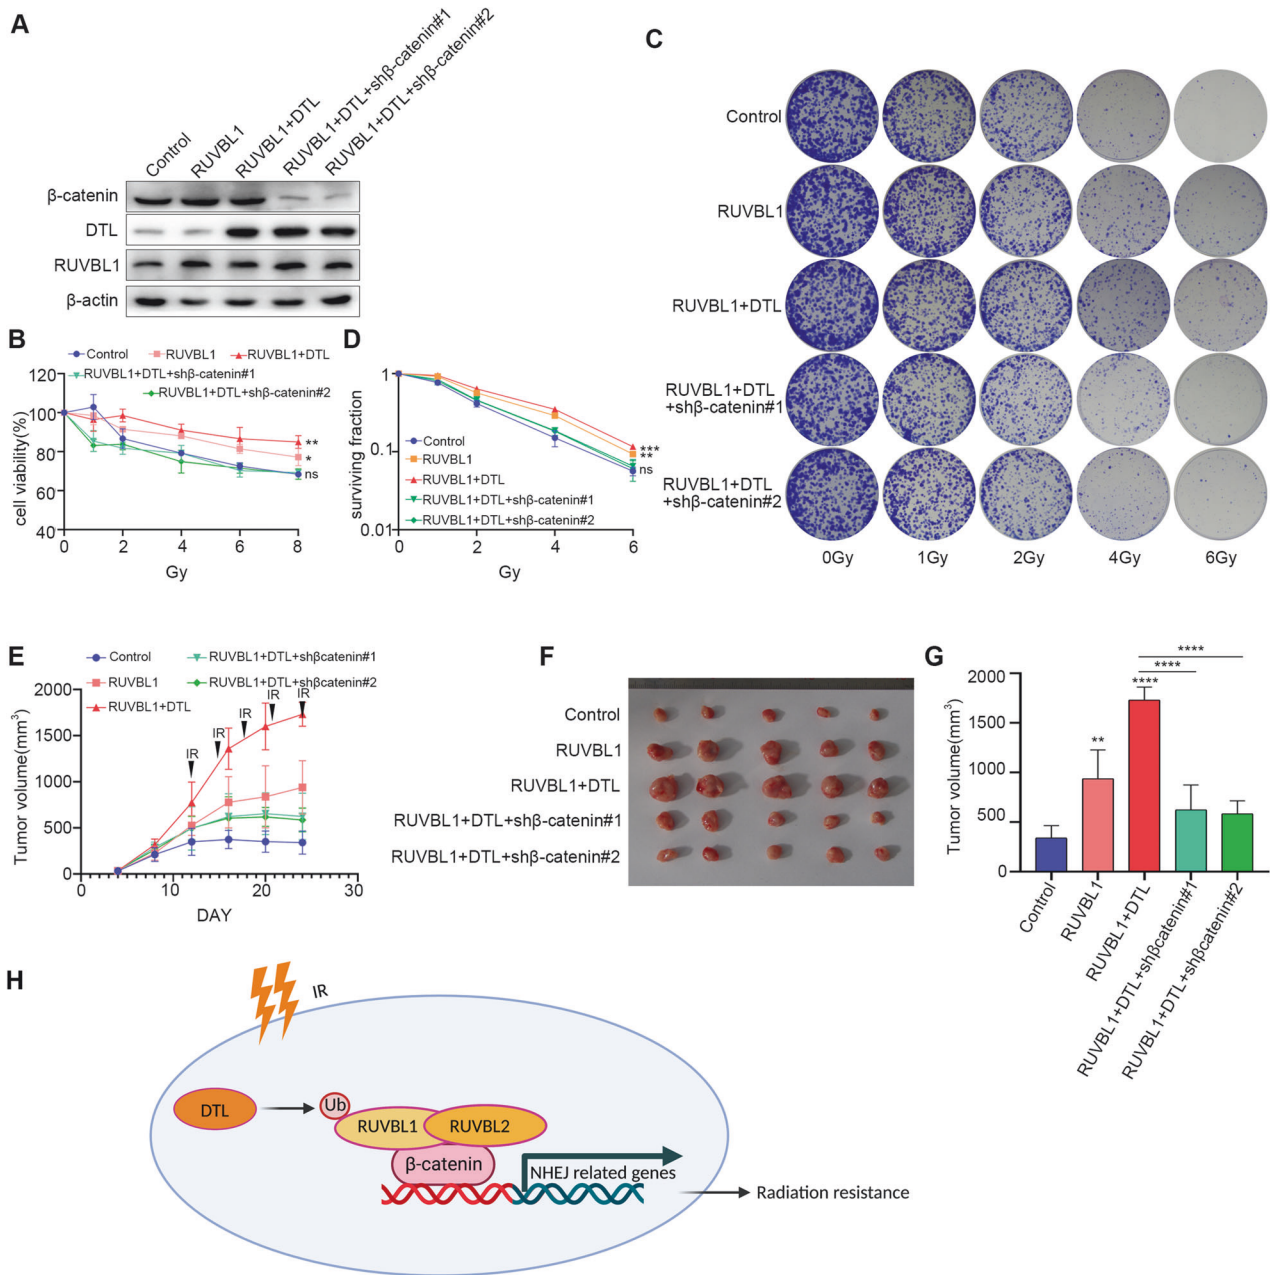 A
Control
RUVBL1
RUVBL1+DTL
RUVBL1+DTL+shβ-catenin#1
RUVBL1+DTL+shβ-catenin#2
β-catenin
DTL
RUVBL1
β-actin
B
Control
RUVBL1
RUVBL1+DTL
RUVBL1+DTL+shβ-catenin#1
RUVBL1+DTL+shβ-catenin#2
cell viability(%)
120
100
80
60
40
0 2 4 6 8
Gy
**
*
ns
D
surviving fraction
1
0.1
0.01
Control
RUVBL1
RUVBL1+DTL
RUVBL1+DTL+shβ-catenin#1
RUVBL1+DTL+shβ-catenin#2
0 2 4 6
Gy
***
**
ns
C
Control
RUVBL1
RUVBL1+DTL
RUVBL1+DTL
+shβ-catenin#1
RUVBL1+DTL
+shβ-catenin#2
0Gy 1Gy 2Gy 4Gy 6Gy
E
Control
RUVBL1
RUVBL1+DTL
RUVBL1+DTL+shβcatenin#1
RUVBL1+DTL+shβcatenin#2
Tumor volume(mm³)
2000
1500
1000
500
0
0 10 20 30
DAY
IR
IR
IR
IR
IR
F
Control
RUVBL1
RUVBL1+DTL
RUVBL1+DTL+shβ-catenin#1
RUVBL1+DTL+shβ-catenin#2
G
Tumor volume(mm³)
2000
1500
1000
500
0
**
****
****
****
Control
RUVBL1
RUVBL1+DTL
RUVBL1+DTL+shβcatenin#1
RUVBL1+DTL+shβcatenin#2
H
IR
DTL
Ub
RUVBL1
RUVBL2
β-catenin
NHEJ related genes
Radiation resistance